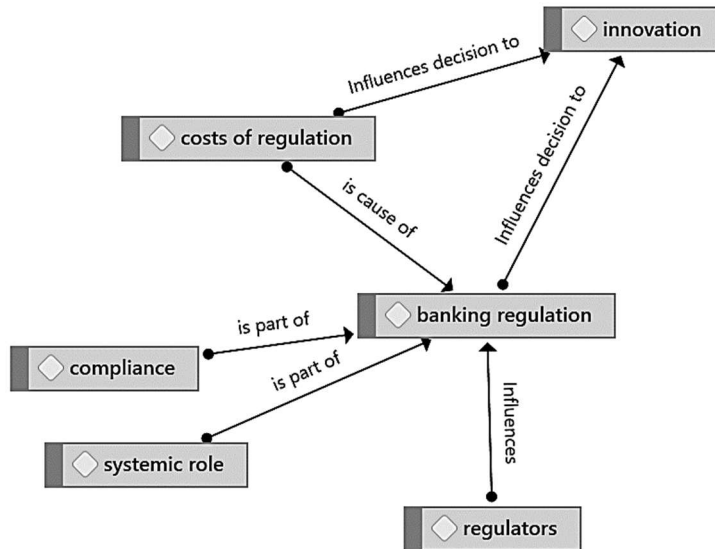 innovation
Influences decision to
costs of regulation
Influences decision to
is cause of
banking regulation
is part of
compliance
is part of
Influences
systemic role
regulators